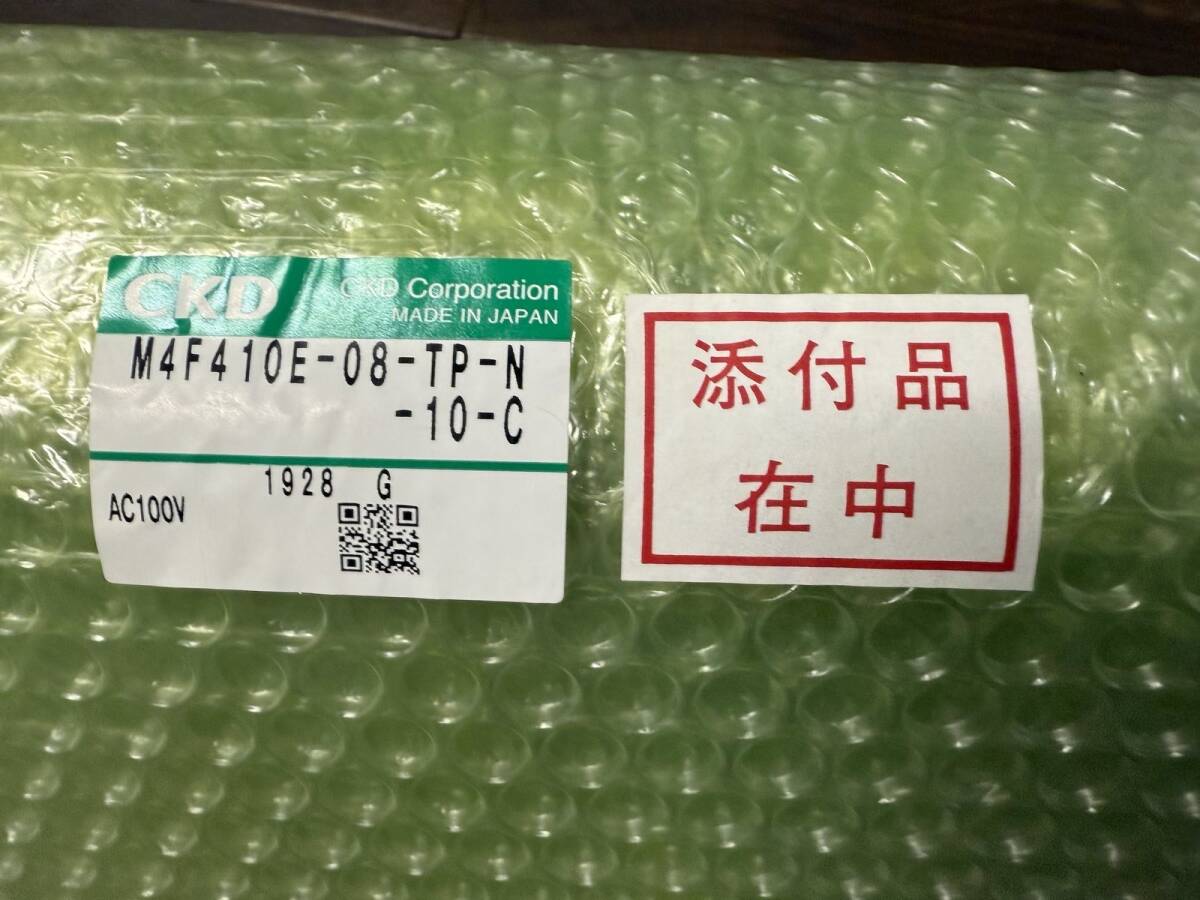 CKD
CKD Corporation
MADE IN JAPAN
M4F410E-08-TP-N
-10-C
1928 G
AC100V
添付品
在中